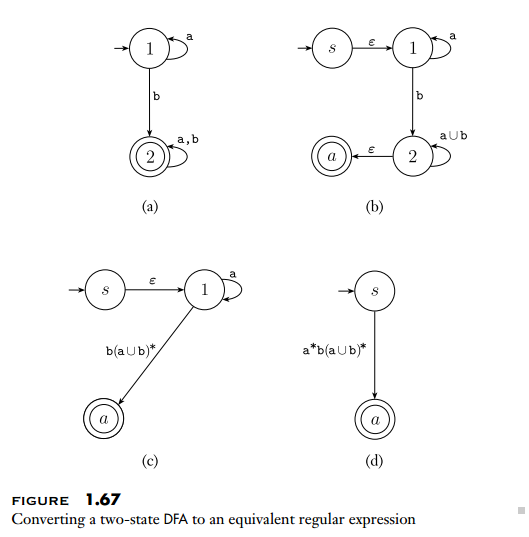 1
a
b
2
a,b
(a)
s
ε
1
a
b
a
ε
2
a∪b
(b)
s
ε
1
a
b(a∪b)*
a
(c)
s
a*b(a∪b)*
a
(d)
FIGURE 1.67
Converting a two-state DFA to an equivalent regular expression